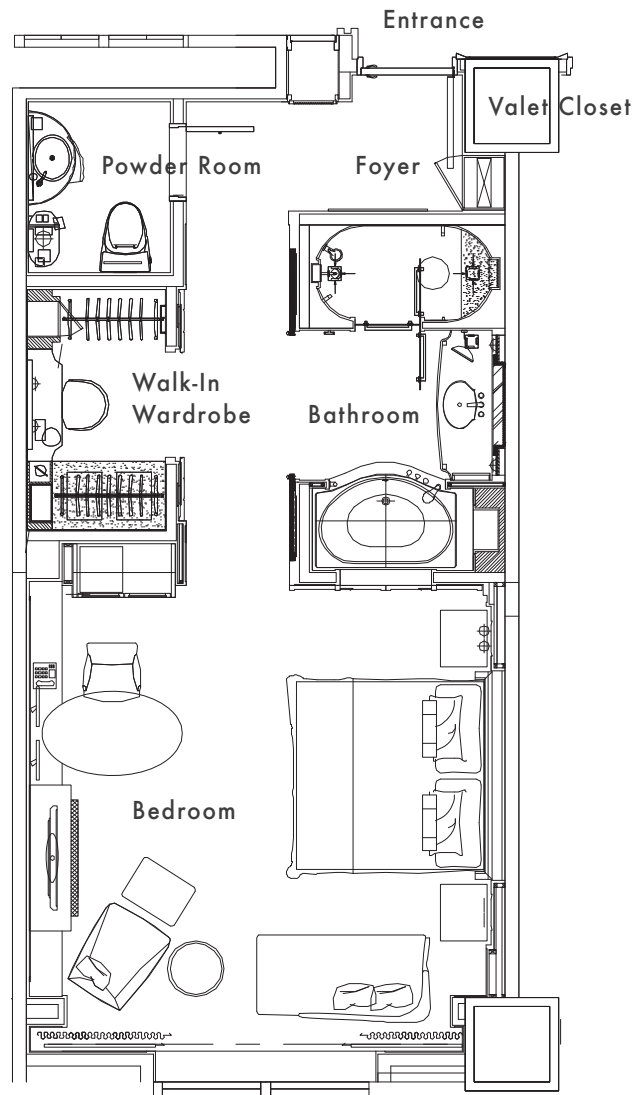 Entrance
Valet Closet
Powder Room
Foyer
Walk-In
Wardrobe
Bathroom
Bedroom